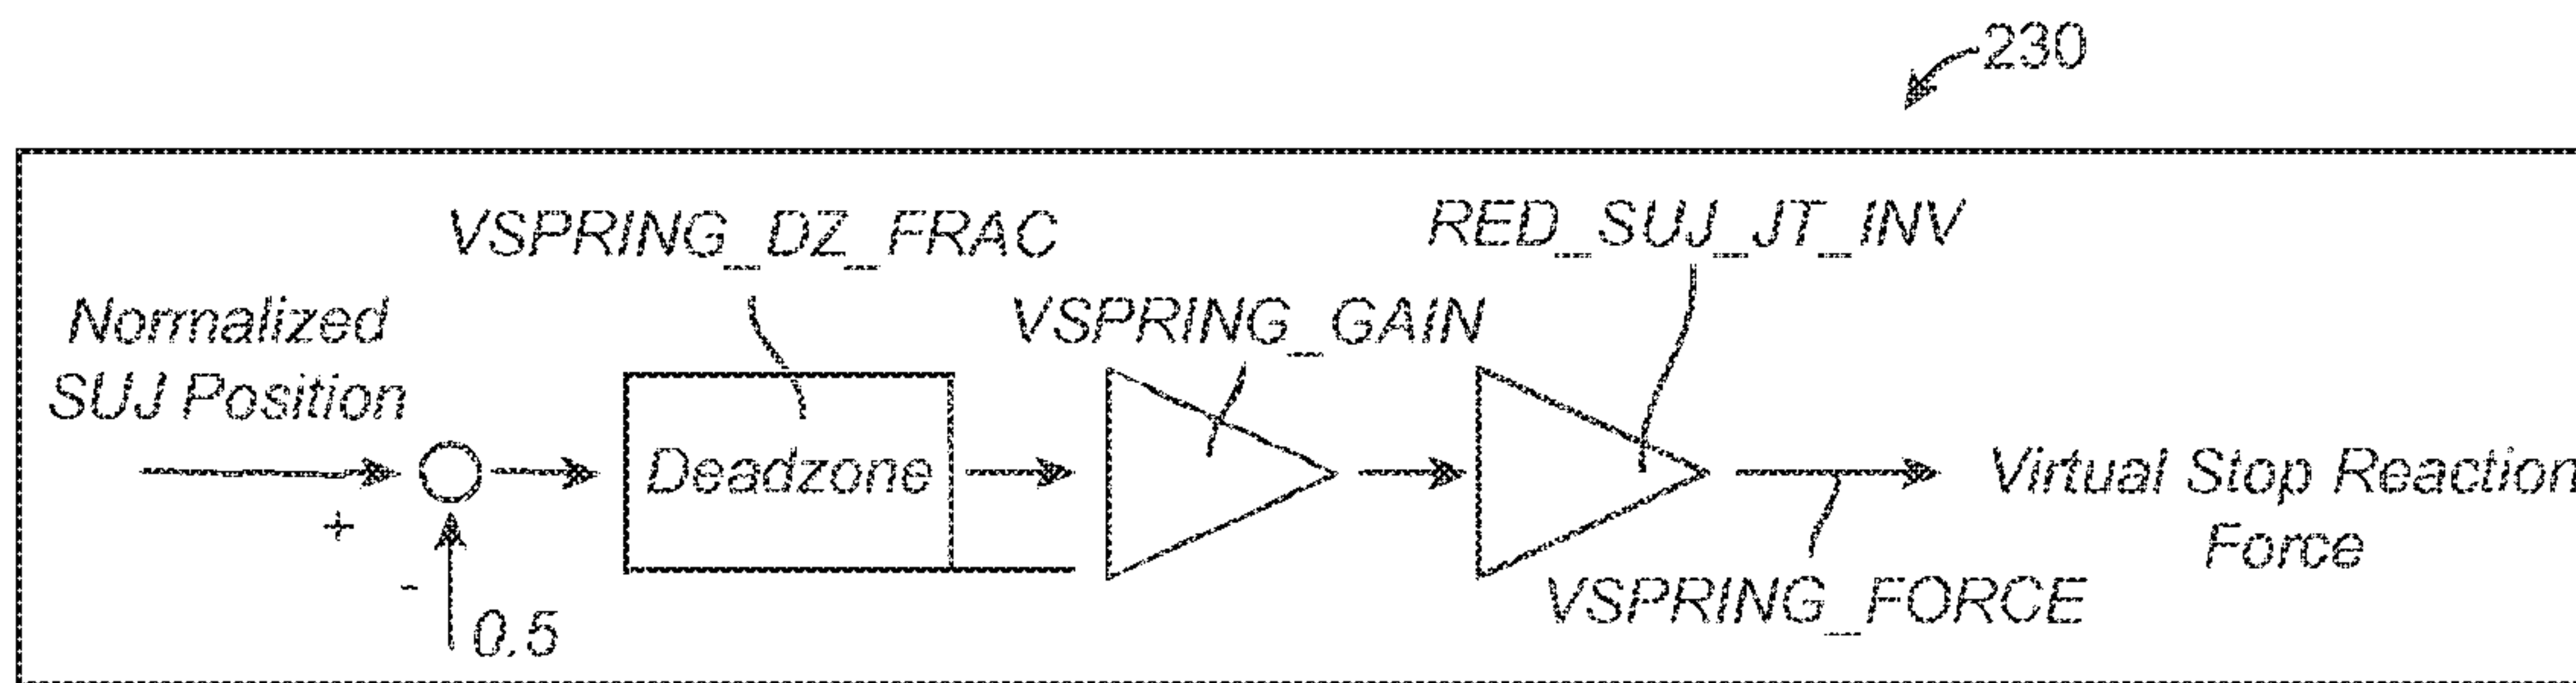 230
VSPRING_DZ_FRAC
RED_SUJ_JT_INV
Normalized
SUJ Position
VSPRING_GAIN
Deadzone
Virtual Stop Reaction
Force
+
-
0.5
VSPRING_FORCE